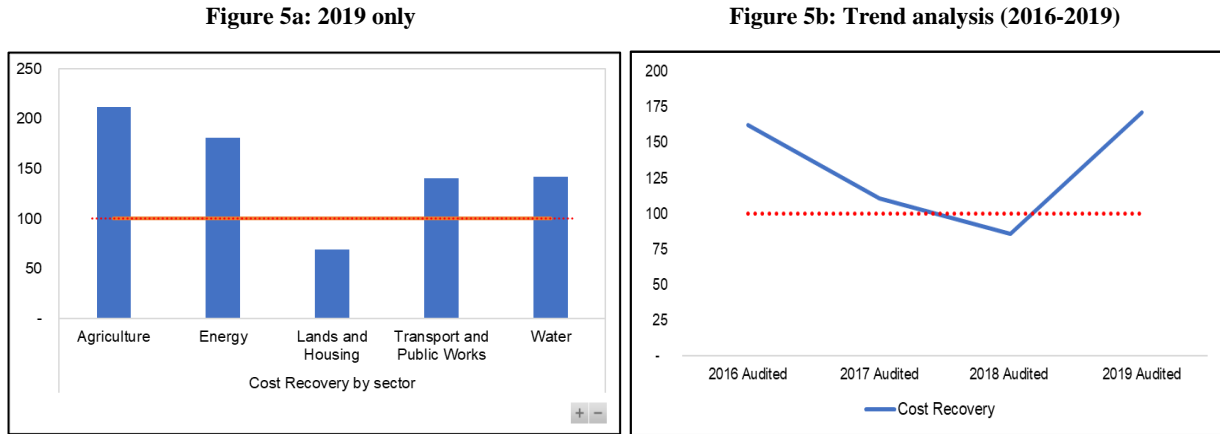 Figure 5a: 2019 only
250
200
150
100
50
-
Agriculture
Energy
Lands and
Housing
Transport and
Public Works
Water
Cost Recovery by sector
+ −
Figure 5b: Trend analysis (2016-2019)
200
175
150
125
100
75
50
25
-
2016 Audited
2017 Audited
2018 Audited
2019 Audited
Cost Recovery